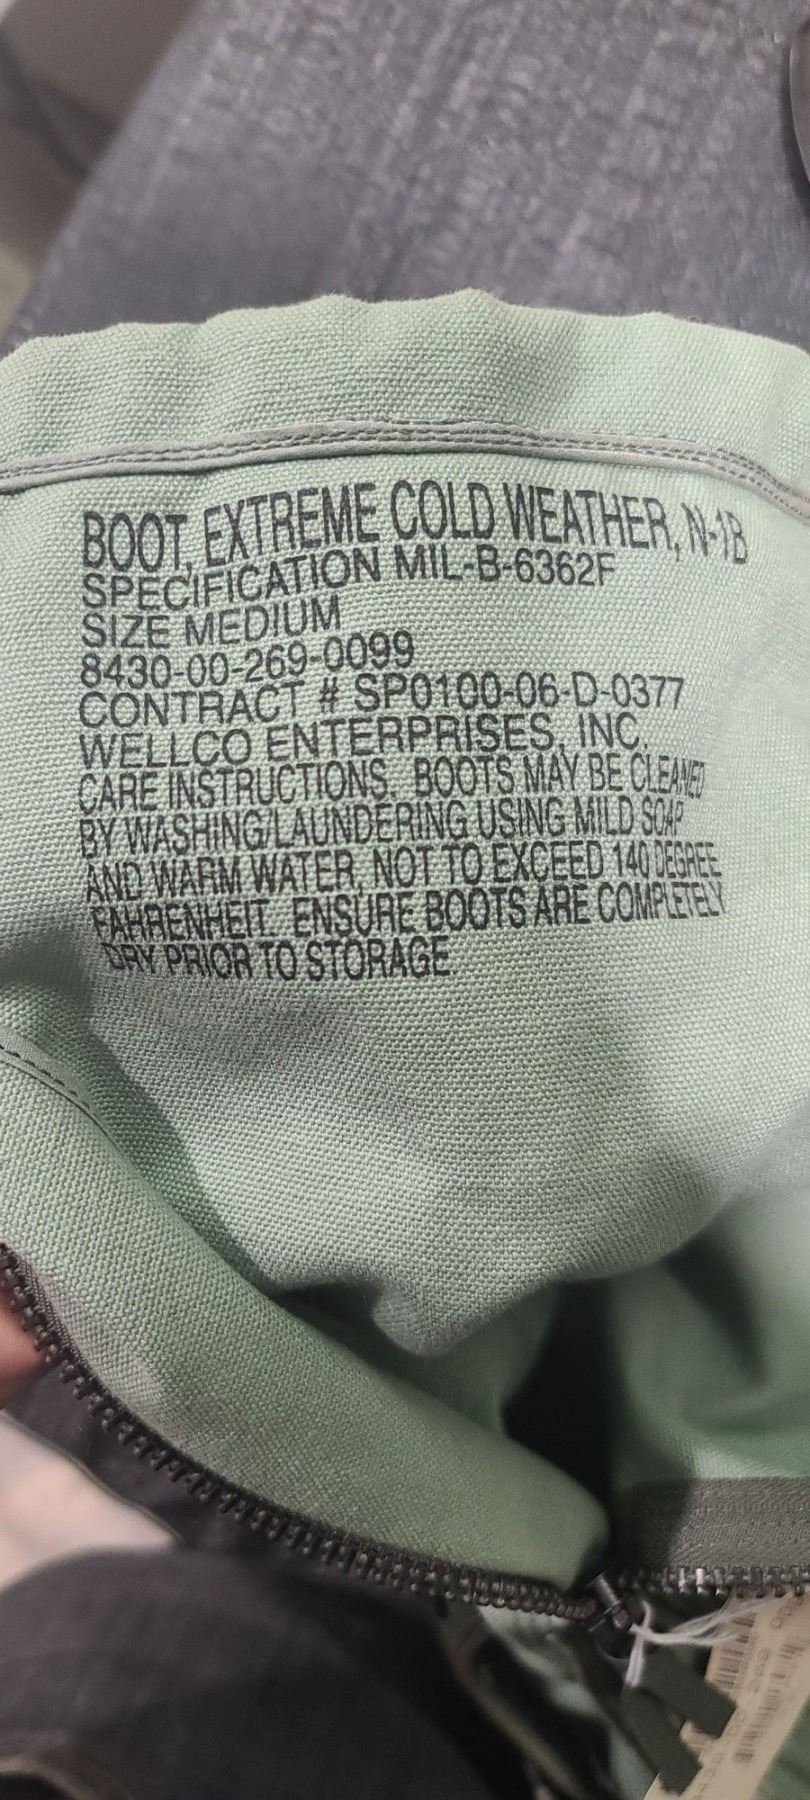 BOOT, EXTREME COLD WEATHER, N-1B
SPECIFICATION MIL-B-6362F
SIZE MEDIUM
8430-00-269-0099
CONTRACT # SP0100-06-D-0377
WELLCO ENTERPRISES, INC.
CARE INSTRUCTIONS. BOOTS MAY BE CLEANED
BY WASHING/LAUNDERING USING MILD SOAP
AND WARM WATER, NOT TO EXCEED 140 DEGREE
FAHRENHEIT. ENSURE BOOTS ARE COMPLETELY
DRY PRIOR TO STORAGE